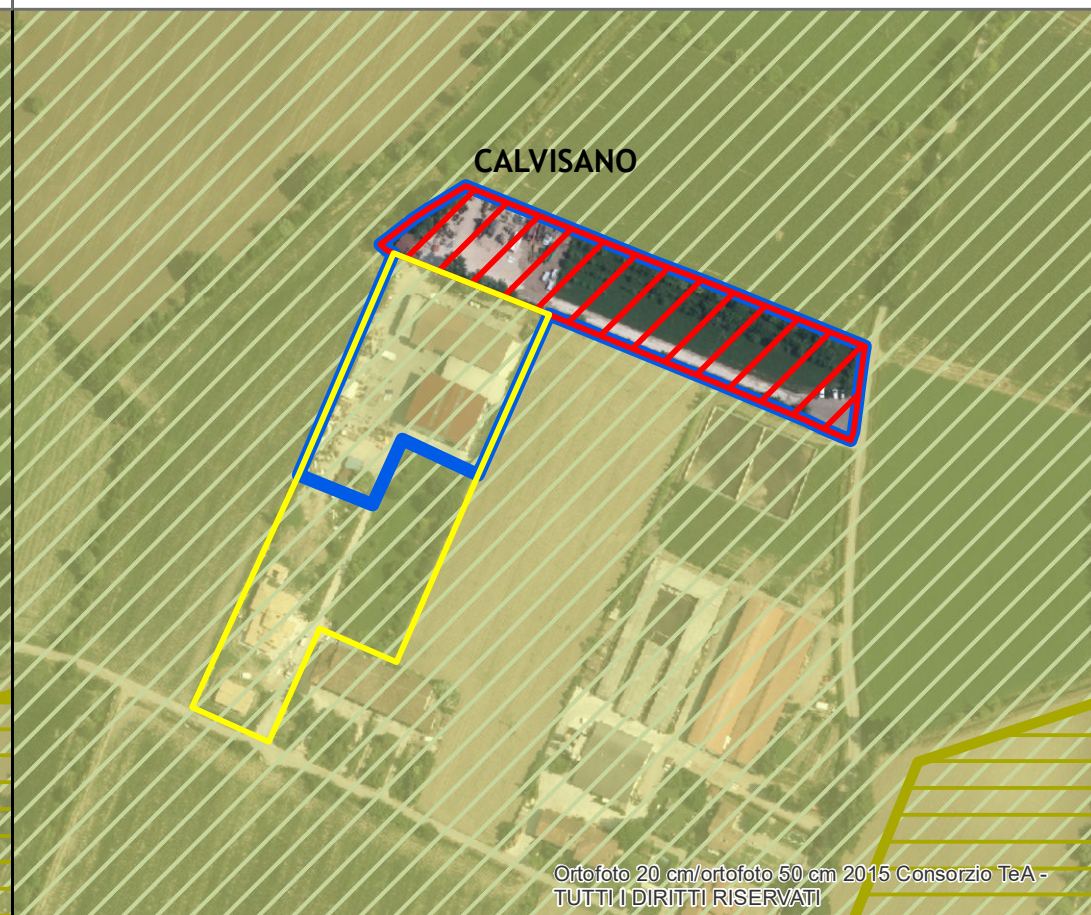 CALVISANO
Ortofoto 20 cm/ortofoto 50 cm 2015 Consorzio TeA -
TUTTI I DIRITTI RISERVATI